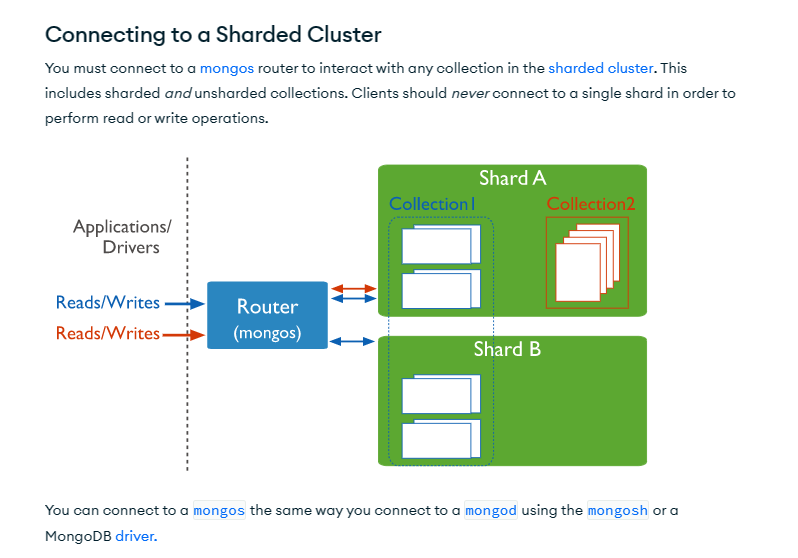 Connecting to a Sharded Cluster
You must connect to a mongos router to interact with any collection in the sharded cluster. This
includes sharded and unsharded collections. Clients should never connect to a single shard in order to
perform read or write operations.
Shard A
Collection1
Collection2
Applications/
Drivers
Reads/Writes
Reads/Writes
Router
(mongos)
Shard B
You can connect to a mongos the same way you connect to a mongod using the mongosh or a
MongoDB driver.